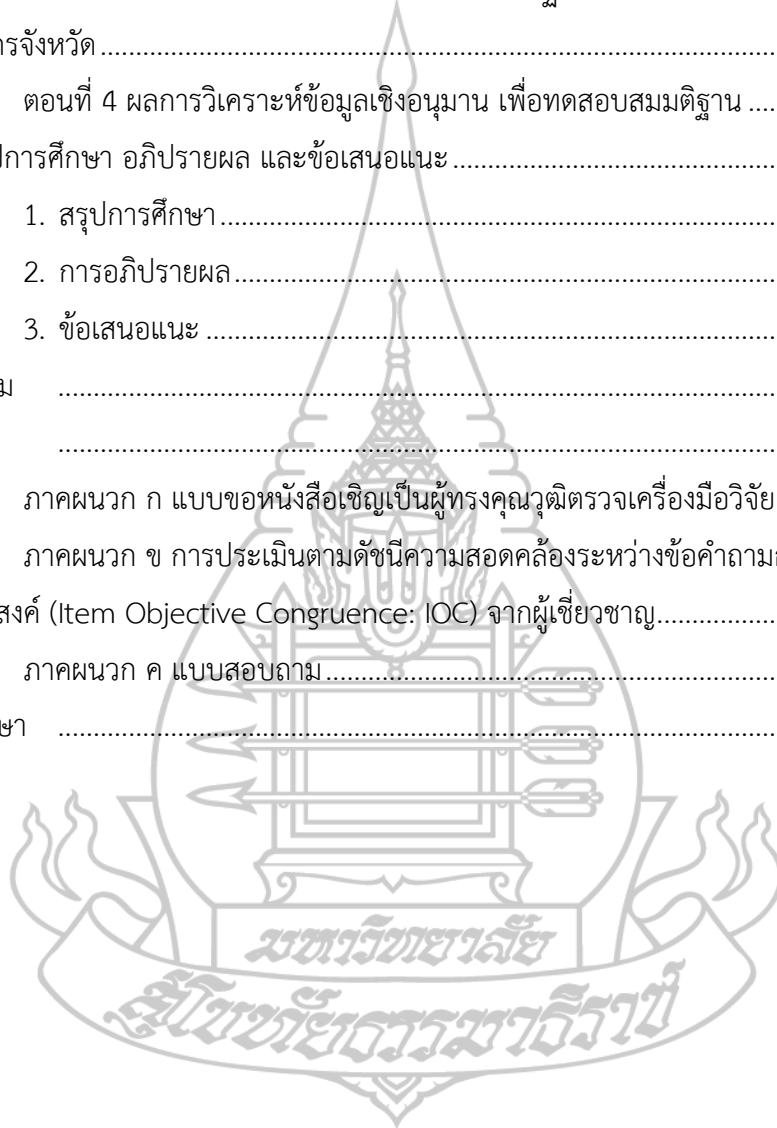 ารจังหวัด....................................................................................................
ตอนที่ 4 ผลการวิเคราะห์ข้อมูลเชิงอนุมาน เพื่อทดสอบสมมติฐาน ....
ปการศึกษา อภิปรายผล และข้อเสนอแนะ................................................
1. สรุปการศึกษา................................................................................
2. การอภิปรายผล..............................................................................
3. ข้อเสนอแนะ ..................................................................................
ม ........................................................................................................
........................................................................................................
ภาคผนวก ก แบบขอหนังสือเชิญเป็นผู้ทรงคุณวุฒิตรวจเครื่องมือวิจัย
ภาคผนวก ข การประเมินตามดัชนีความสอดคล้องระหว่างข้อคำถาม
สงค์ (Item Objective Congruence: IOC) จากผู้เชี่ยวชาญ..................
ภาคผนวก ค แบบสอบถาม................................................................
ษา ........................................................................................................
มหาวิทยาลัย
สุโขทัยธรรมาธิราช